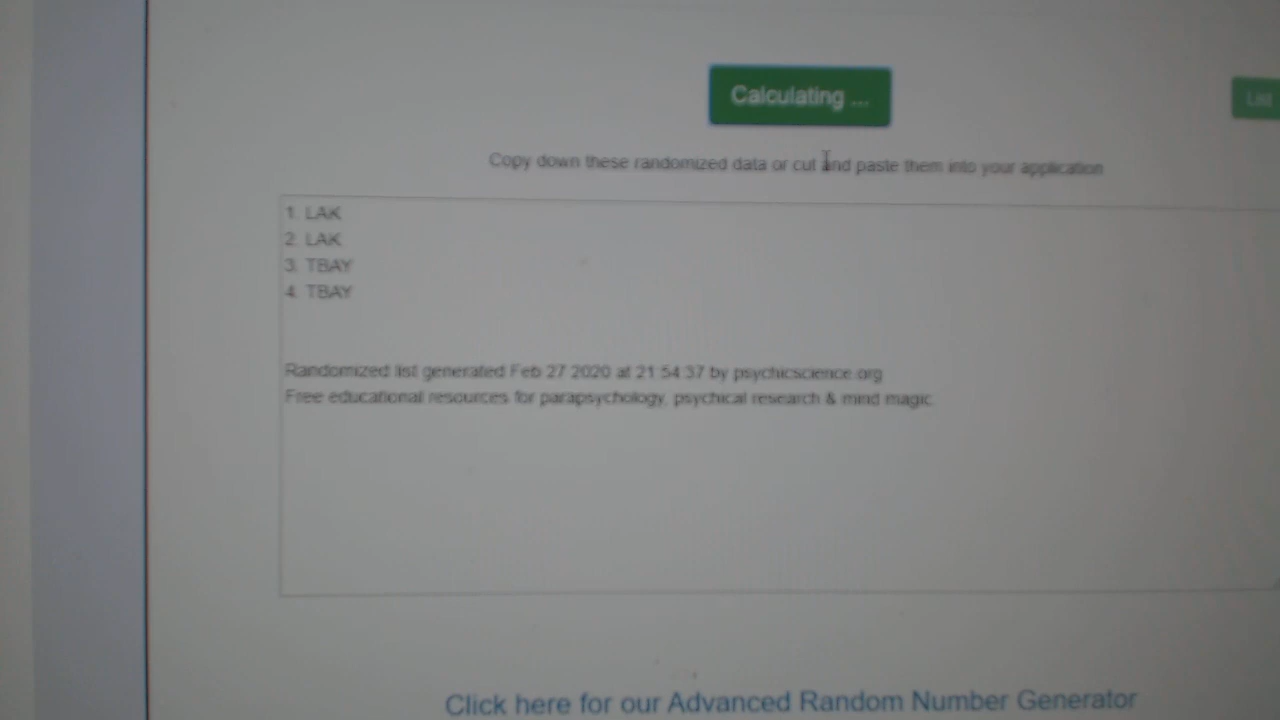 Calculating ...
List
Copy down these randomized data or cut and paste them into your application
1. LAK
2. LAK
3. TBAY
4. TBAY
Randomized list generated Feb 27 2020 at 21:54:37 by psychicscience.org
Free educational resources for parapsychology, psychical research & mind magic.
Click here for our Advanced Random Number Generator